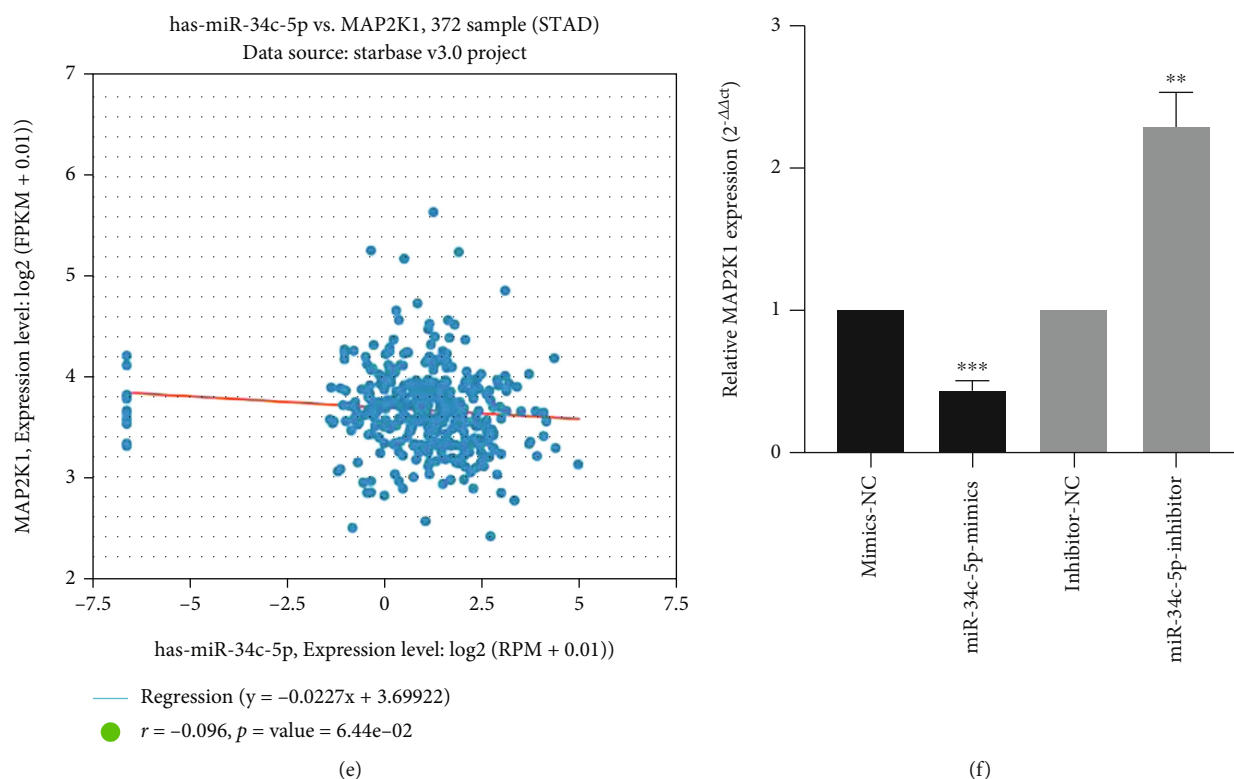 has-miR-34c-5p vs. MAP2K1, 372 sample (STAD)
Data source: starbase v3.0 project
MAP2K1, Expression level: log2 (FPKM + 0.01))
7
6
5
4
3
2
−7.5
−5
−2.5
0
2.5
5
7.5
has-miR-34c-5p, Expression level: log2 (RPM + 0.01))
Regression (y = −0.0227x + 3.69922)
r = −0.096, p = value = 6.44e−02
(e)
Relative MAP2K1 expression (2^-ΔΔct)
3
2
1
0
***
**
Mimics-NC
miR-34c-5p-mimics
Inhibitor-NC
miR-34c-5p-inhibitor
(f)